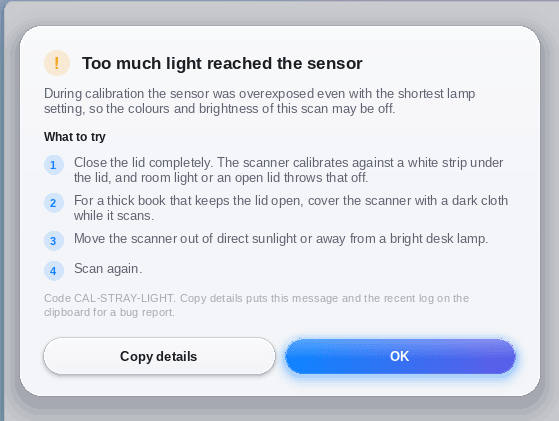 !
Too much light reached the sensor
During calibration the sensor was overexposed even with the shortest lamp
setting, so the colours and brightness of this scan may be off.
What to try
1 Close the lid completely. The scanner calibrates against a white strip under
the lid, and room light or an open lid throws that off.
2 For a thick book that keeps the lid open, cover the scanner with a dark cloth
while it scans.
3 Move the scanner out of direct sunlight or away from a bright desk lamp.
4 Scan again.
Code CAL-STRAY-LIGHT. Copy details puts this message and the recent log on the
clipboard for a bug report.
Copy details
OK